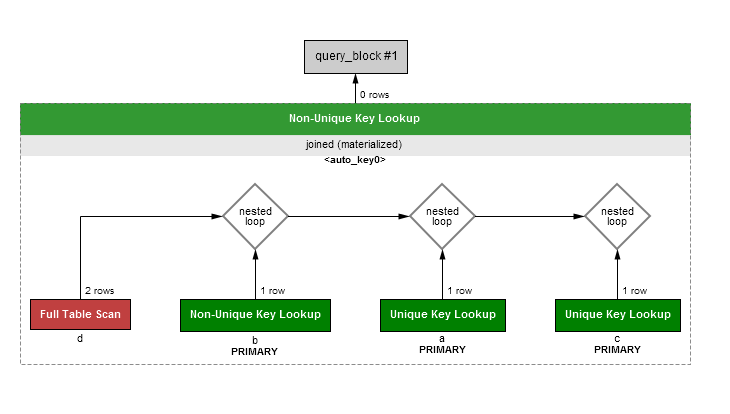 query_block #1
0 rows
Non-Unique Key Lookup
joined (materialized)
<auto_key0>
nested
loop
nested
loop
nested
loop
2 rows
1 row
1 row
1 row
Full Table Scan
Non-Unique Key Lookup
Unique Key Lookup
Unique Key Lookup
d
b
a
c
PRIMARY
PRIMARY
PRIMARY